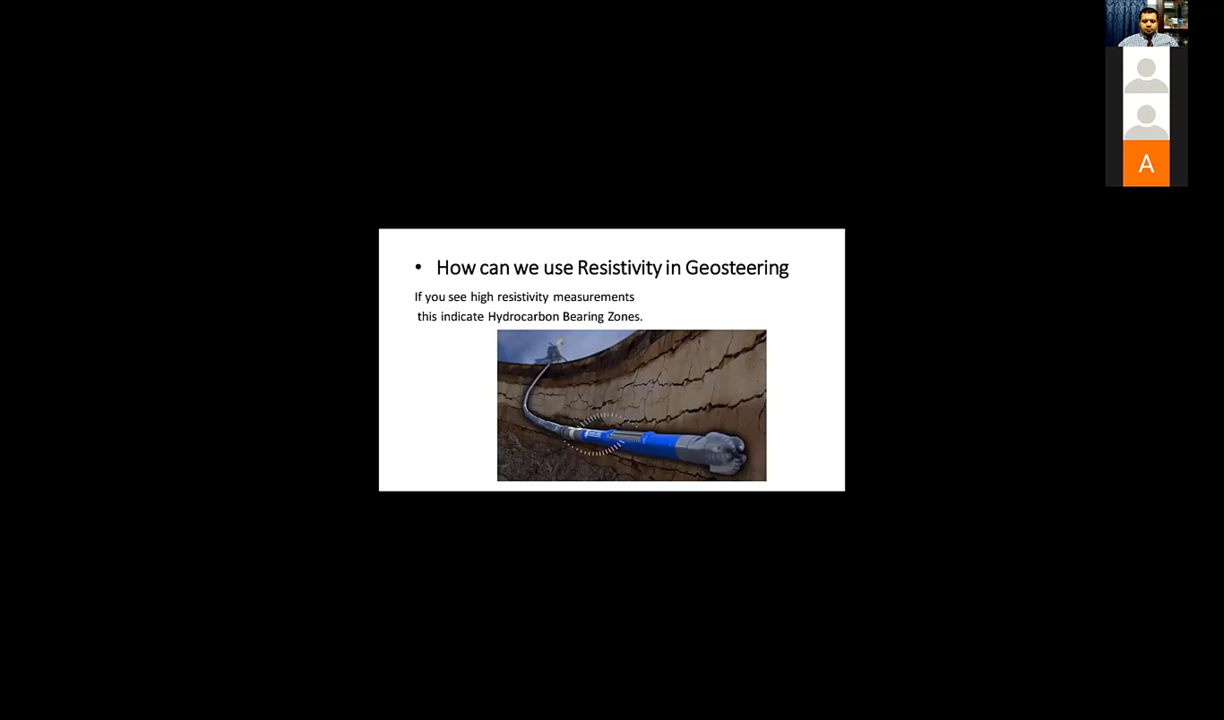 A
• How can we use Resistivity in Geosteering
If you see high resistivity measurements
this indicate Hydrocarbon Bearing Zones.